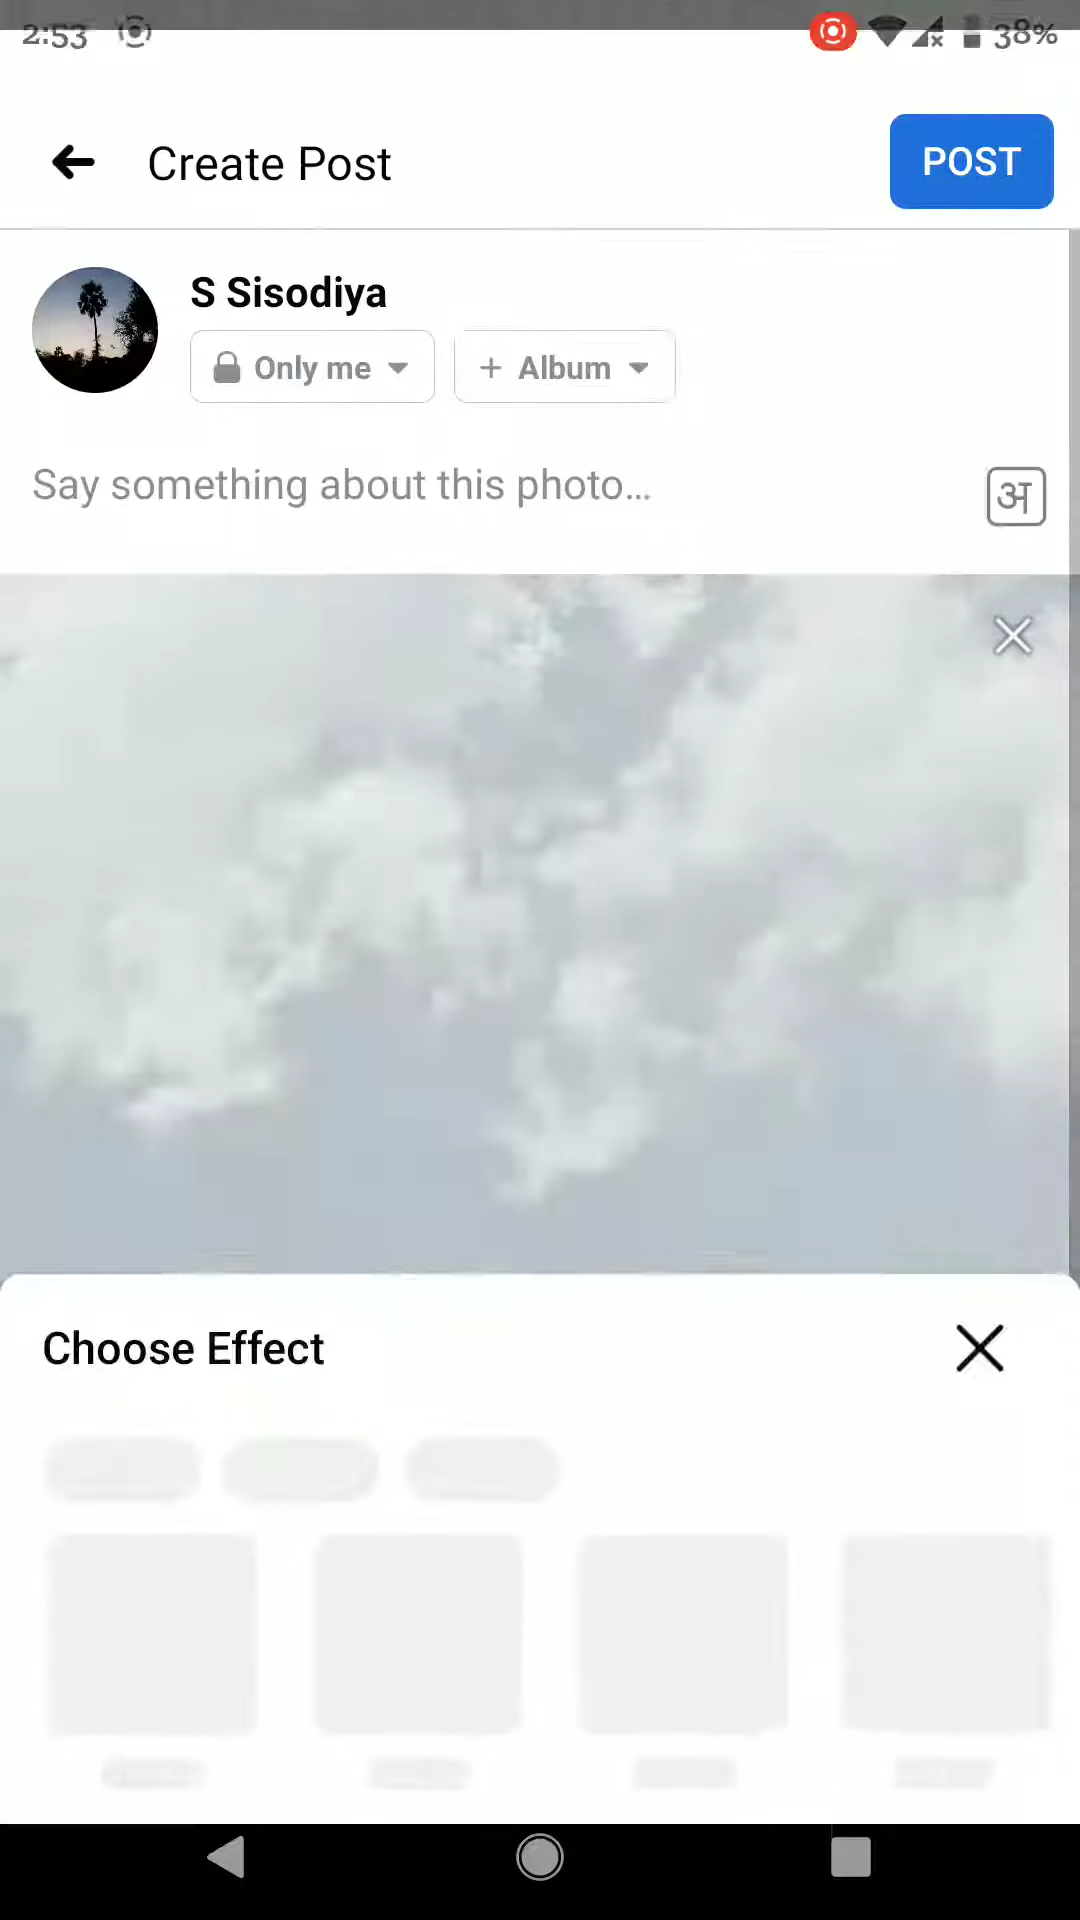 2:53 38%
Create Post POST
S Sisodiya
Only me + Album
Say something about this photo...
अ
Choose Effect